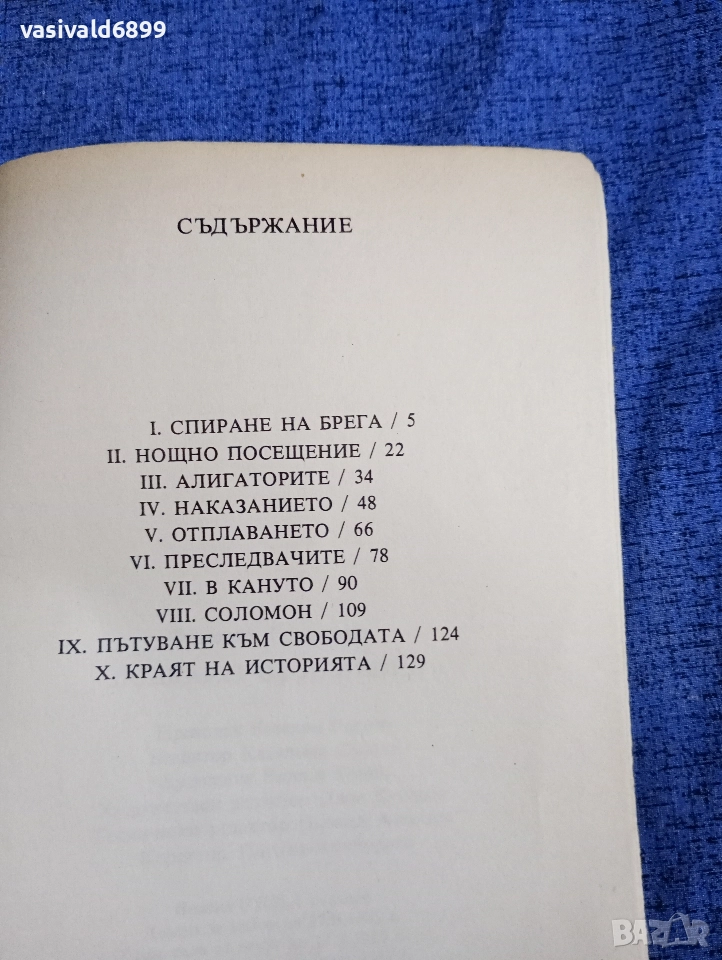 vasivald6899
СЪДЪРЖАНИЕ
I. СПИРАНЕ НА БРЕГА / 5
II. НОЩНО ПОСЕЩЕНИЕ / 22
III. АЛИГАТОРИТЕ / 34
IV. НАКАЗАНИЕТО / 48
V. ОТПЛАВАНЕТО / 66
VI. ПРЕСЛЕДВАЧИТЕ / 78
VII. В КАНУТО / 90
VIII. СОЛОМОН / 109
IX. ПЪТУВАНЕ КЪМ СВОБОДАТА / 124
X. КРАЯТ НА ИСТОРИЯТА / 129
BAZAR